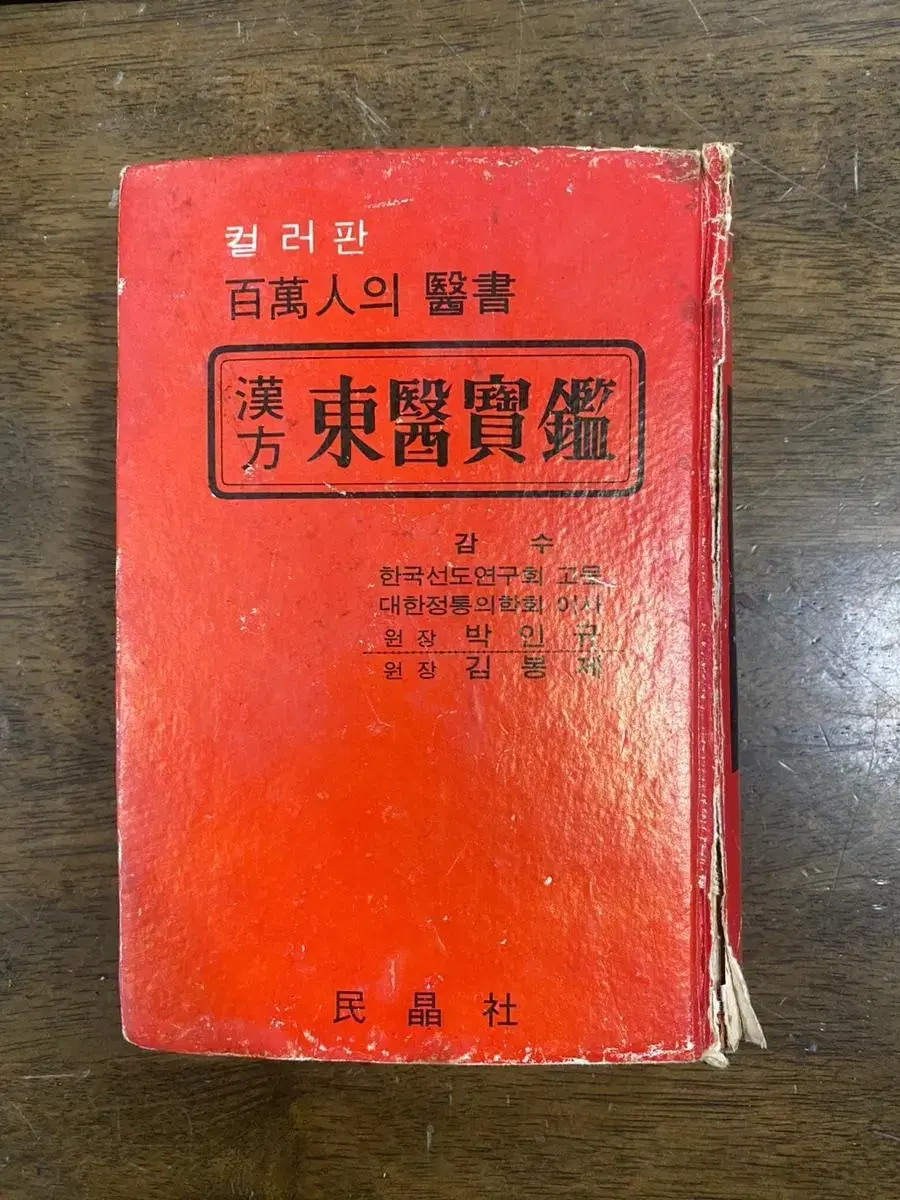 컬러판
百萬人의 醫書
漢方 東醫寶鑑
감 수
한국선도연구회 고문
대한정통의학회 이사
원장 박인규
원장 김봉제
民晶社